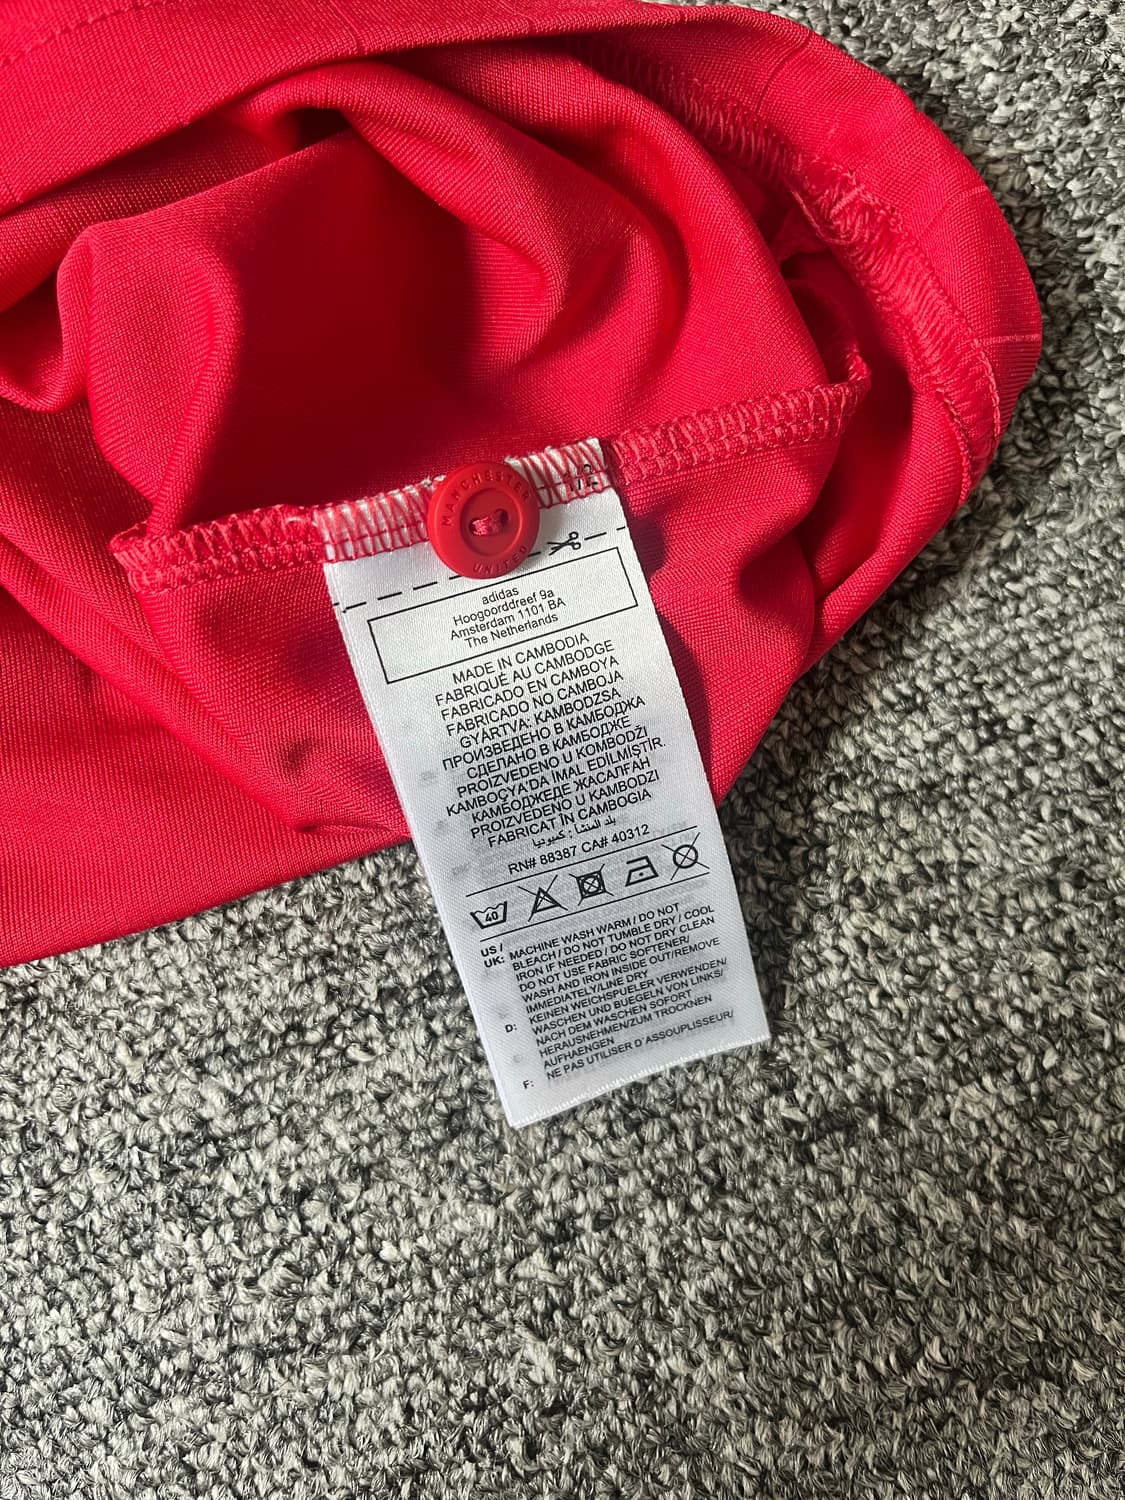 MANCHESTER
UNITED
adidas
Hoogoorddreef 9a
Amsterdam 1101 BA
The Netherlands
MADE IN CAMBODIA
FABRIQUÉ AU CAMBODGE
FABRICADO EN CAMBOYA
FABRICADO NO CAMBOJA
GYÁRTVA: KAMBODZSA
ПРОИЗВЕДЕНО В КАМБОДЖА
СДЕЛАНО В КАМБОДЖЕ
PROIZVEDENO U KOMBODŽI
KAMBOÇYA'DA İMAL EDİLMİŞTİR.
КАМБОДЖЕДЕ ЖАСАЛҒАН
PROIZVEDENO U KAMBODZI
FABRICAT ÎN CAMBOGIA
بلد المنشأ : كمبوديا
RN# 88387 CA# 40312
40
US / UK: MACHINE WASH WARM / DO NOT
BLEACH / DO NOT TUMBLE DRY / COOL
IRON IF NEEDED / DO NOT DRY CLEAN
DO NOT USE FABRIC SOFTENER/
WASH AND IRON INSIDE OUT/REMOVE
IMMEDIATELY/LINE DRY
D: KEINEN WEICHSPUELER VERWENDEN/
WASCHEN UND BUEGELN VON LINKS/
NACH DEM WASCHEN SOFORT
HERAUSNEHMEN/ZUM TROCKNEN
AUFHAENGEN
F: NE PAS UTILISER D'ASSOUPLISSEUR/